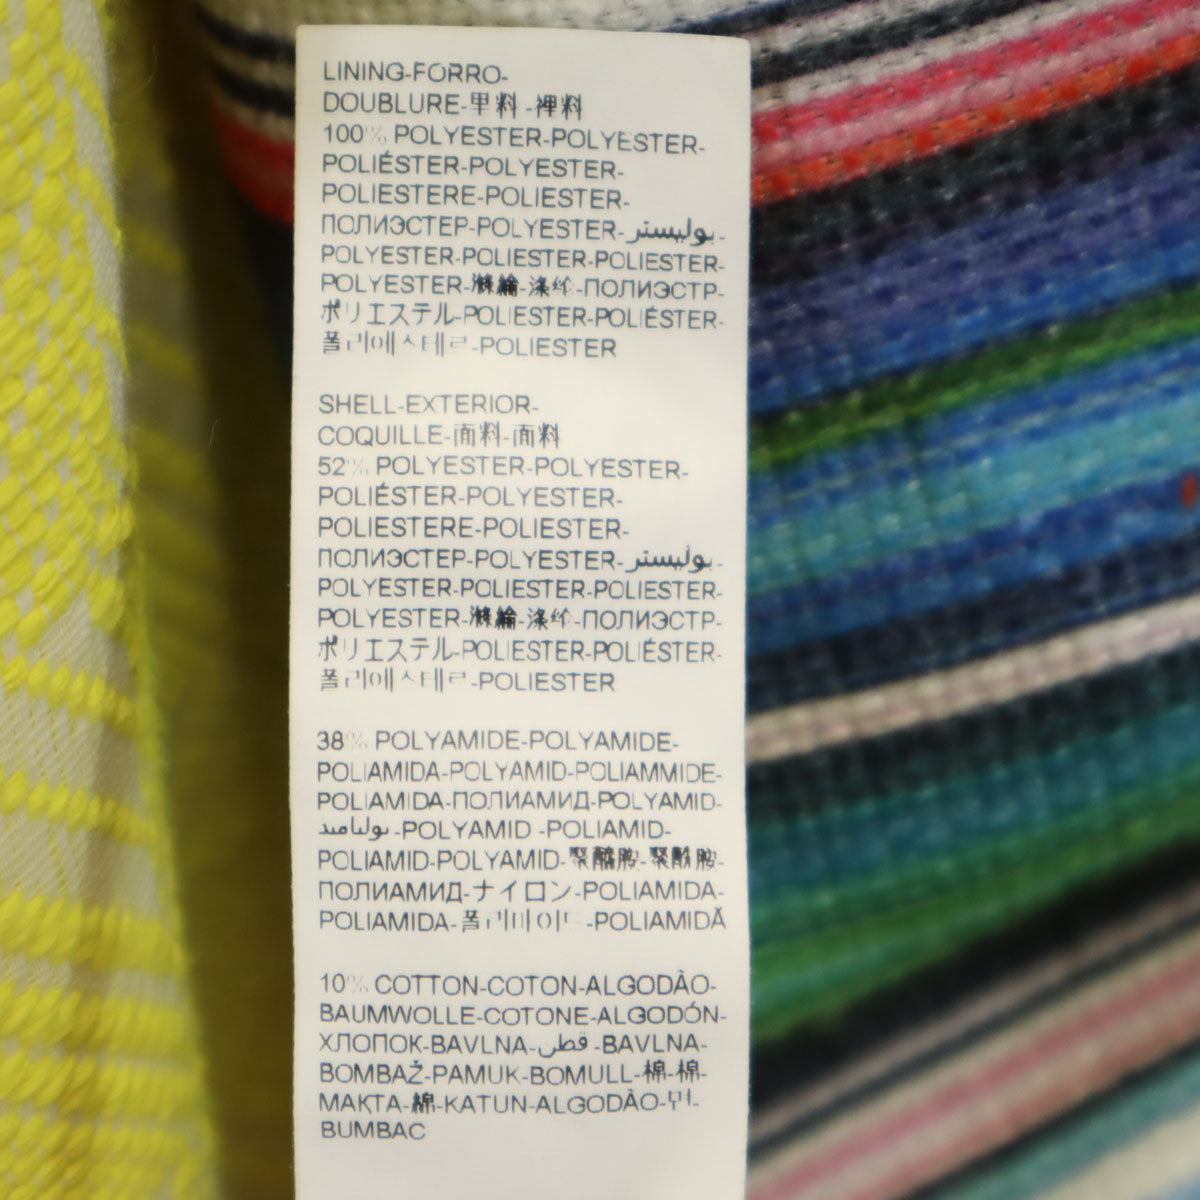 LINING-FORRO-
DOUBLURE-里料-裡料
100% POLYESTER-POLYESTER-
POLIÉSTER-POLYESTER-
POLIESTERE-POLIESTER-
ПОЛИЭСТЕР-POLYESTER-بوليستر-
POLYESTER-POLIESTER-POLIESTER-
POLYESTER-滌綸-涤纶-ПОЛИЭСТР-
ポリエステル-POLIESTER-POLIÉSTER-
폴리에스테르-POLIESTER
SHELL-EXTERIOR-
COQUILLE-面料-面料
52% POLYESTER-POLYESTER-
POLIÉSTER-POLYESTER-
POLIESTERE-POLIESTER-
ПОЛИЭСТЕР-POLYESTER-بوليستر-
POLYESTER-POLIESTER-POLIESTER-
POLYESTER-滌綸-涤纶-ПОЛИЭСТР-
ポリエステル-POLIESTER-POLIÉSTER-
폴리에스테르-POLIESTER
38% POLYAMIDE-POLYAMIDE-
POLIAMIDA-POLYAMID-POLIAMMIDE-
POLIAMIDA-ПОЛИАМИД-POLYAMID-
بولياميد-POLYAMID -POLIAMID-
POLIAMID-POLYAMID-聚醯胺-聚酰胺-
ПОЛИАМИД-ナイロン-POLIAMIDA-
POLIAMIDA-폴리아미드-POLIAMIDĂ
10% COTTON-COTON-ALGODÃO-
BAUMWOLLE-COTONE-ALGODÓN-
ХЛОПОК-BAVLNA-قطن-BAVLNA-
BOMBAŽ-PAMUK-BOMULL-棉-棉-
МАҚТА-綿-KATUN-ALGODÃO-면-
BUMBAC